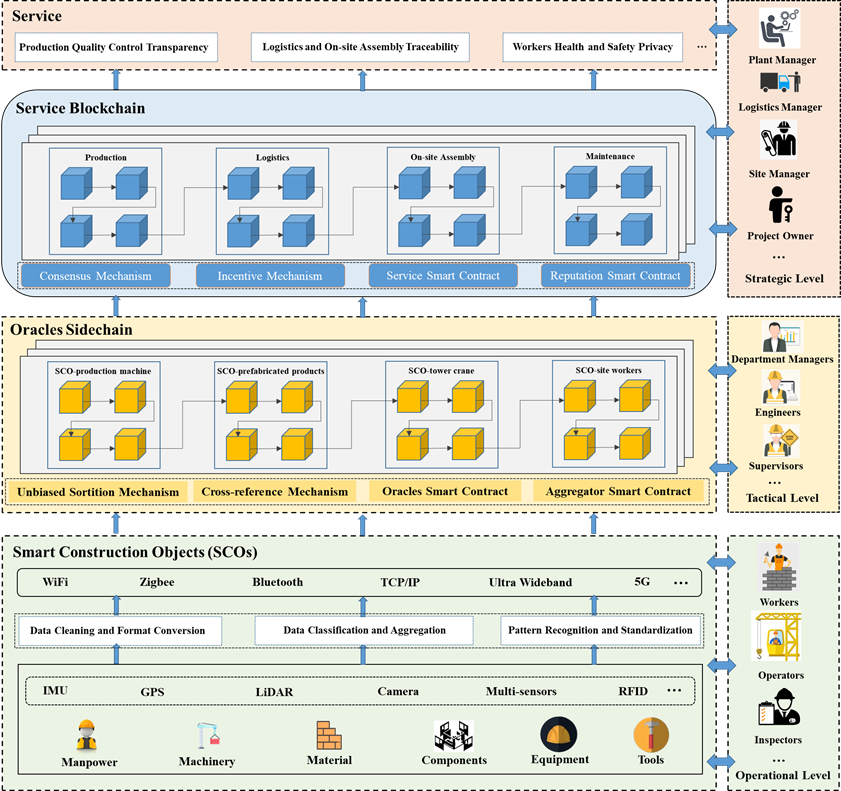 Service
Production Quality Control Transparency
Logistics and On-site Assembly Traceability
Workers Health and Safety Privacy
...
Plant Manager
Logistics Manager
Site Manager
Project Owner
...
Strategic Level
Service Blockchain
Production
Logistics
On-site Assembly
Maintenance
Consensus Mechanism
Incentive Mechanism
Service Smart Contract
Reputation Smart Contract
Oracles Sidechain
SCO-production machine
SCO-prefabricated products
SCO-tower crane
SCO-site workers
Unbiased Sortition Mechanism
Cross-reference Mechanism
Oracles Smart Contract
Aggregator Smart Contract
Department Managers
Engineers
Supervisors
...
Tactical Level
Smart Construction Objects (SCOs)
WiFi
Zigbee
Bluetooth
TCP/IP
Ultra Wideband
5G
...
Data Cleaning and Format Conversion
Data Classification and Aggregation
Pattern Recognition and Standardization
IMU
GPS
LiDAR
Camera
Multi-sensors
RFID
...
Manpower
Machinery
Material
Components
Equipment
Tools
Workers
Operators
Inspectors
...
Operational Level